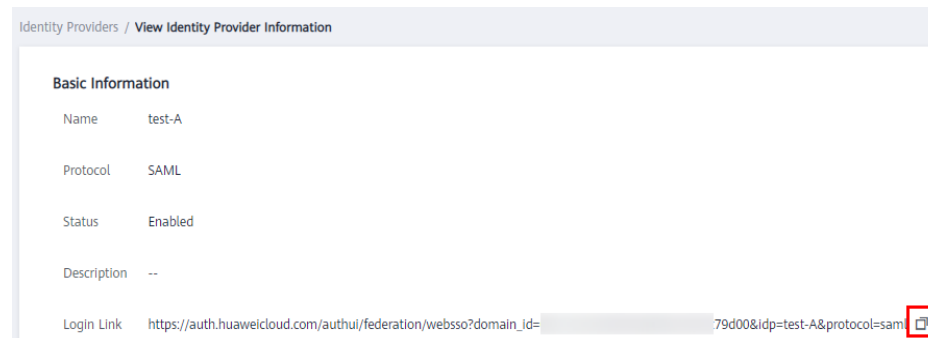 Identity Providers / View Identity Provider Information
Basic Information
Name test-A
Protocol SAML
Status Enabled
Description --
Login Link https://auth.huaweicloud.com/authui/federation/websso?domain_id= 79d00&idp=test-A&protocol=saml